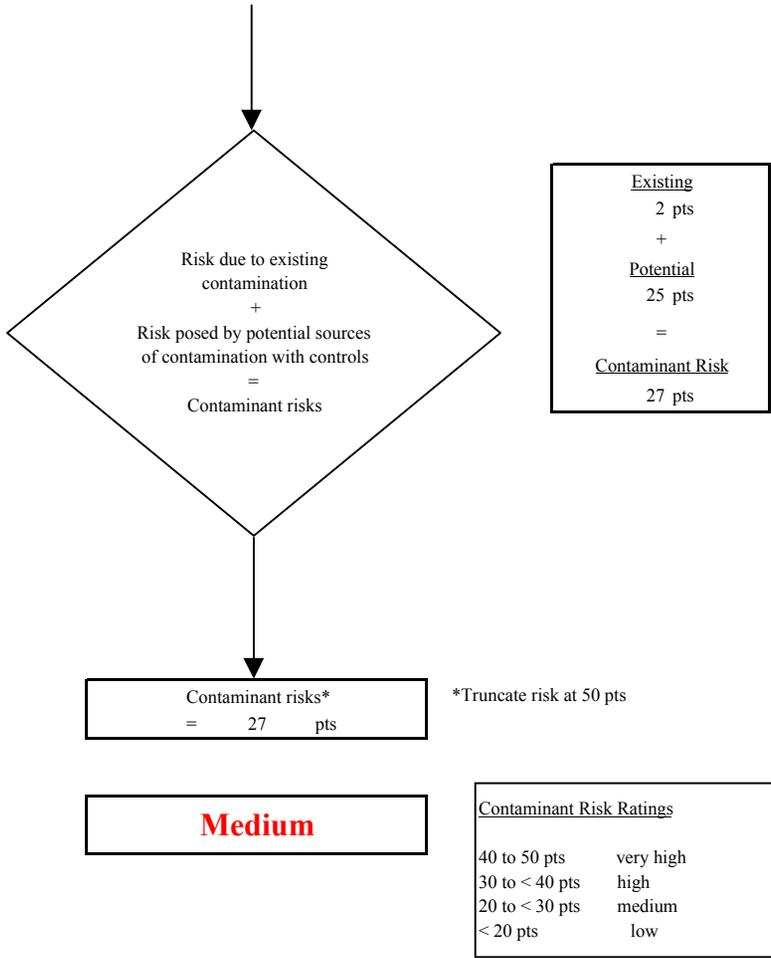 Risk due to existing
contamination
+
Risk posed by potential sources
of contamination with controls
=
Contaminant risks
Existing
2 pts
+
Potential
25 pts
=
Contaminant Risk
27 pts
Contaminant risks*
= 27 pts
*Truncate risk at 50 pts
Medium
Contaminant Risk Ratings
40 to 50 pts very high
30 to < 40 pts high
20 to < 30 pts medium
< 20 pts low